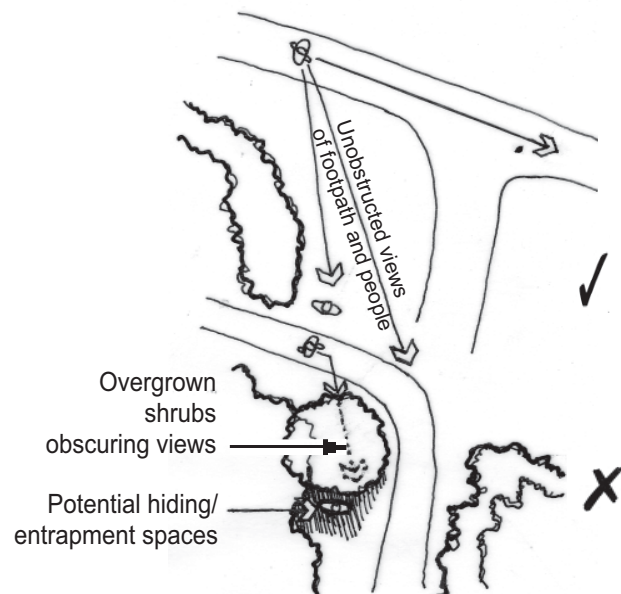 Unobstructed views
of footpath and people
Overgrown
shrubs
obscuring views
Potential hiding/
entrapment spaces